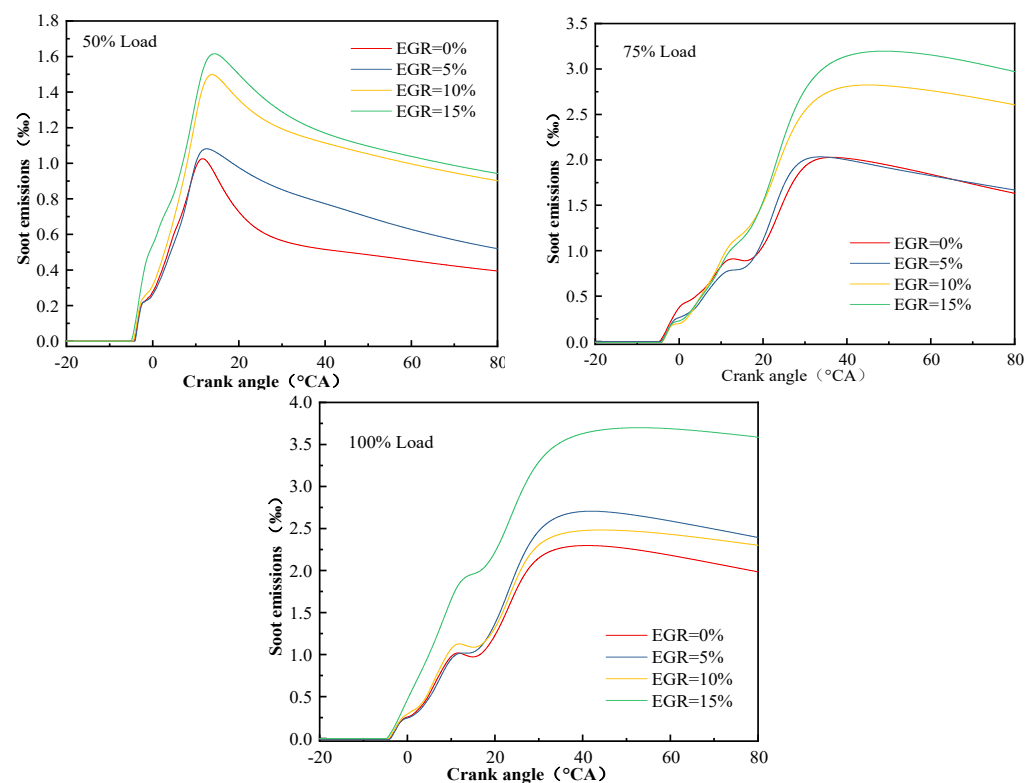 50% Load
EGR=0%
EGR=5%
EGR=10%
EGR=15%
Soot emissions (‰)
1.8
1.6
1.4
1.2
1.0
0.8
0.6
0.4
0.2
0.0
-20 0 20 40 60 80
Crank angle (°CA)
75% Load
EGR=0%
EGR=5%
EGR=10%
EGR=15%
Soot emissions (‰)
3.5
3.0
2.5
2.0
1.5
1.0
0.5
0.0
-20 0 20 40 60 80
Crank angle (°CA)
100% Load
EGR=0%
EGR=5%
EGR=10%
EGR=15%
Soot emissions (‰)
4.0
3.5
3.0
2.5
2.0
1.5
1.0
0.5
0.0
-20 0 20 40 60 80
Crank angle (°CA)